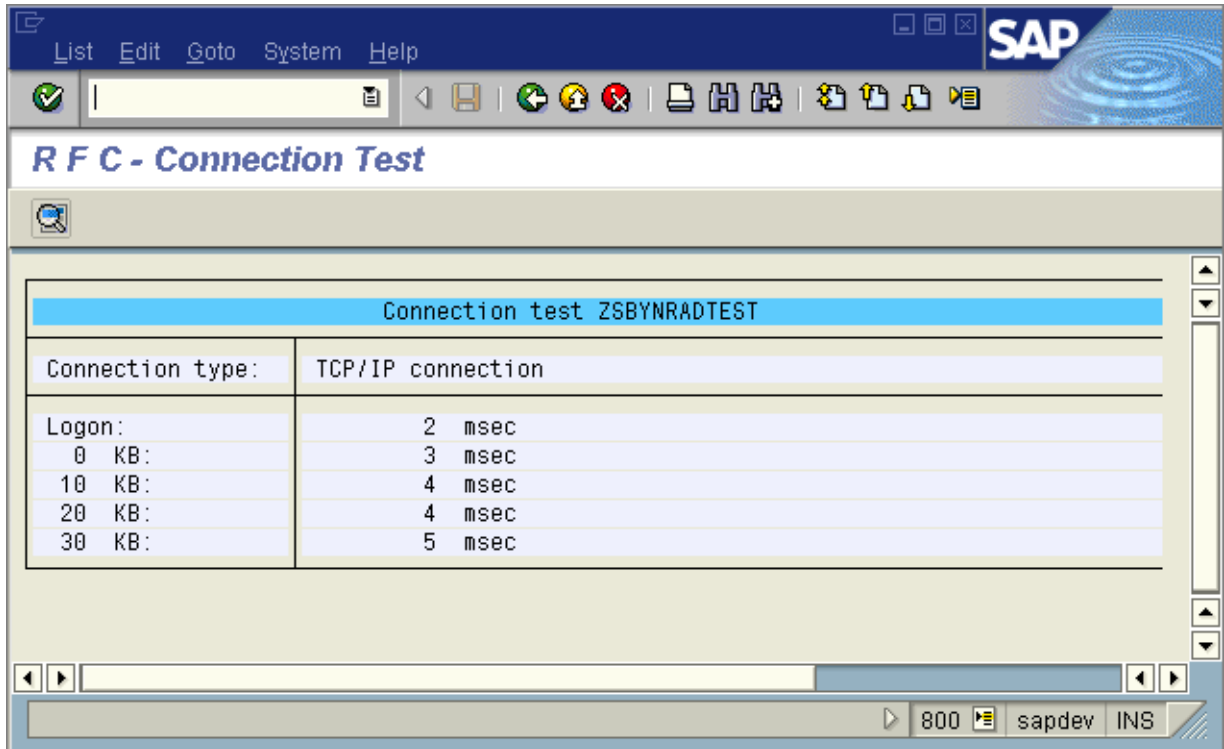 List Edit Goto System Help
SAP
R F C - Connection Test
Connection test ZSBYNRADTEST
Connection type: TCP/IP connection
Logon: 2 msec
0 KB: 3 msec
10 KB: 4 msec
20 KB: 4 msec
30 KB: 5 msec
800 sapdev INS